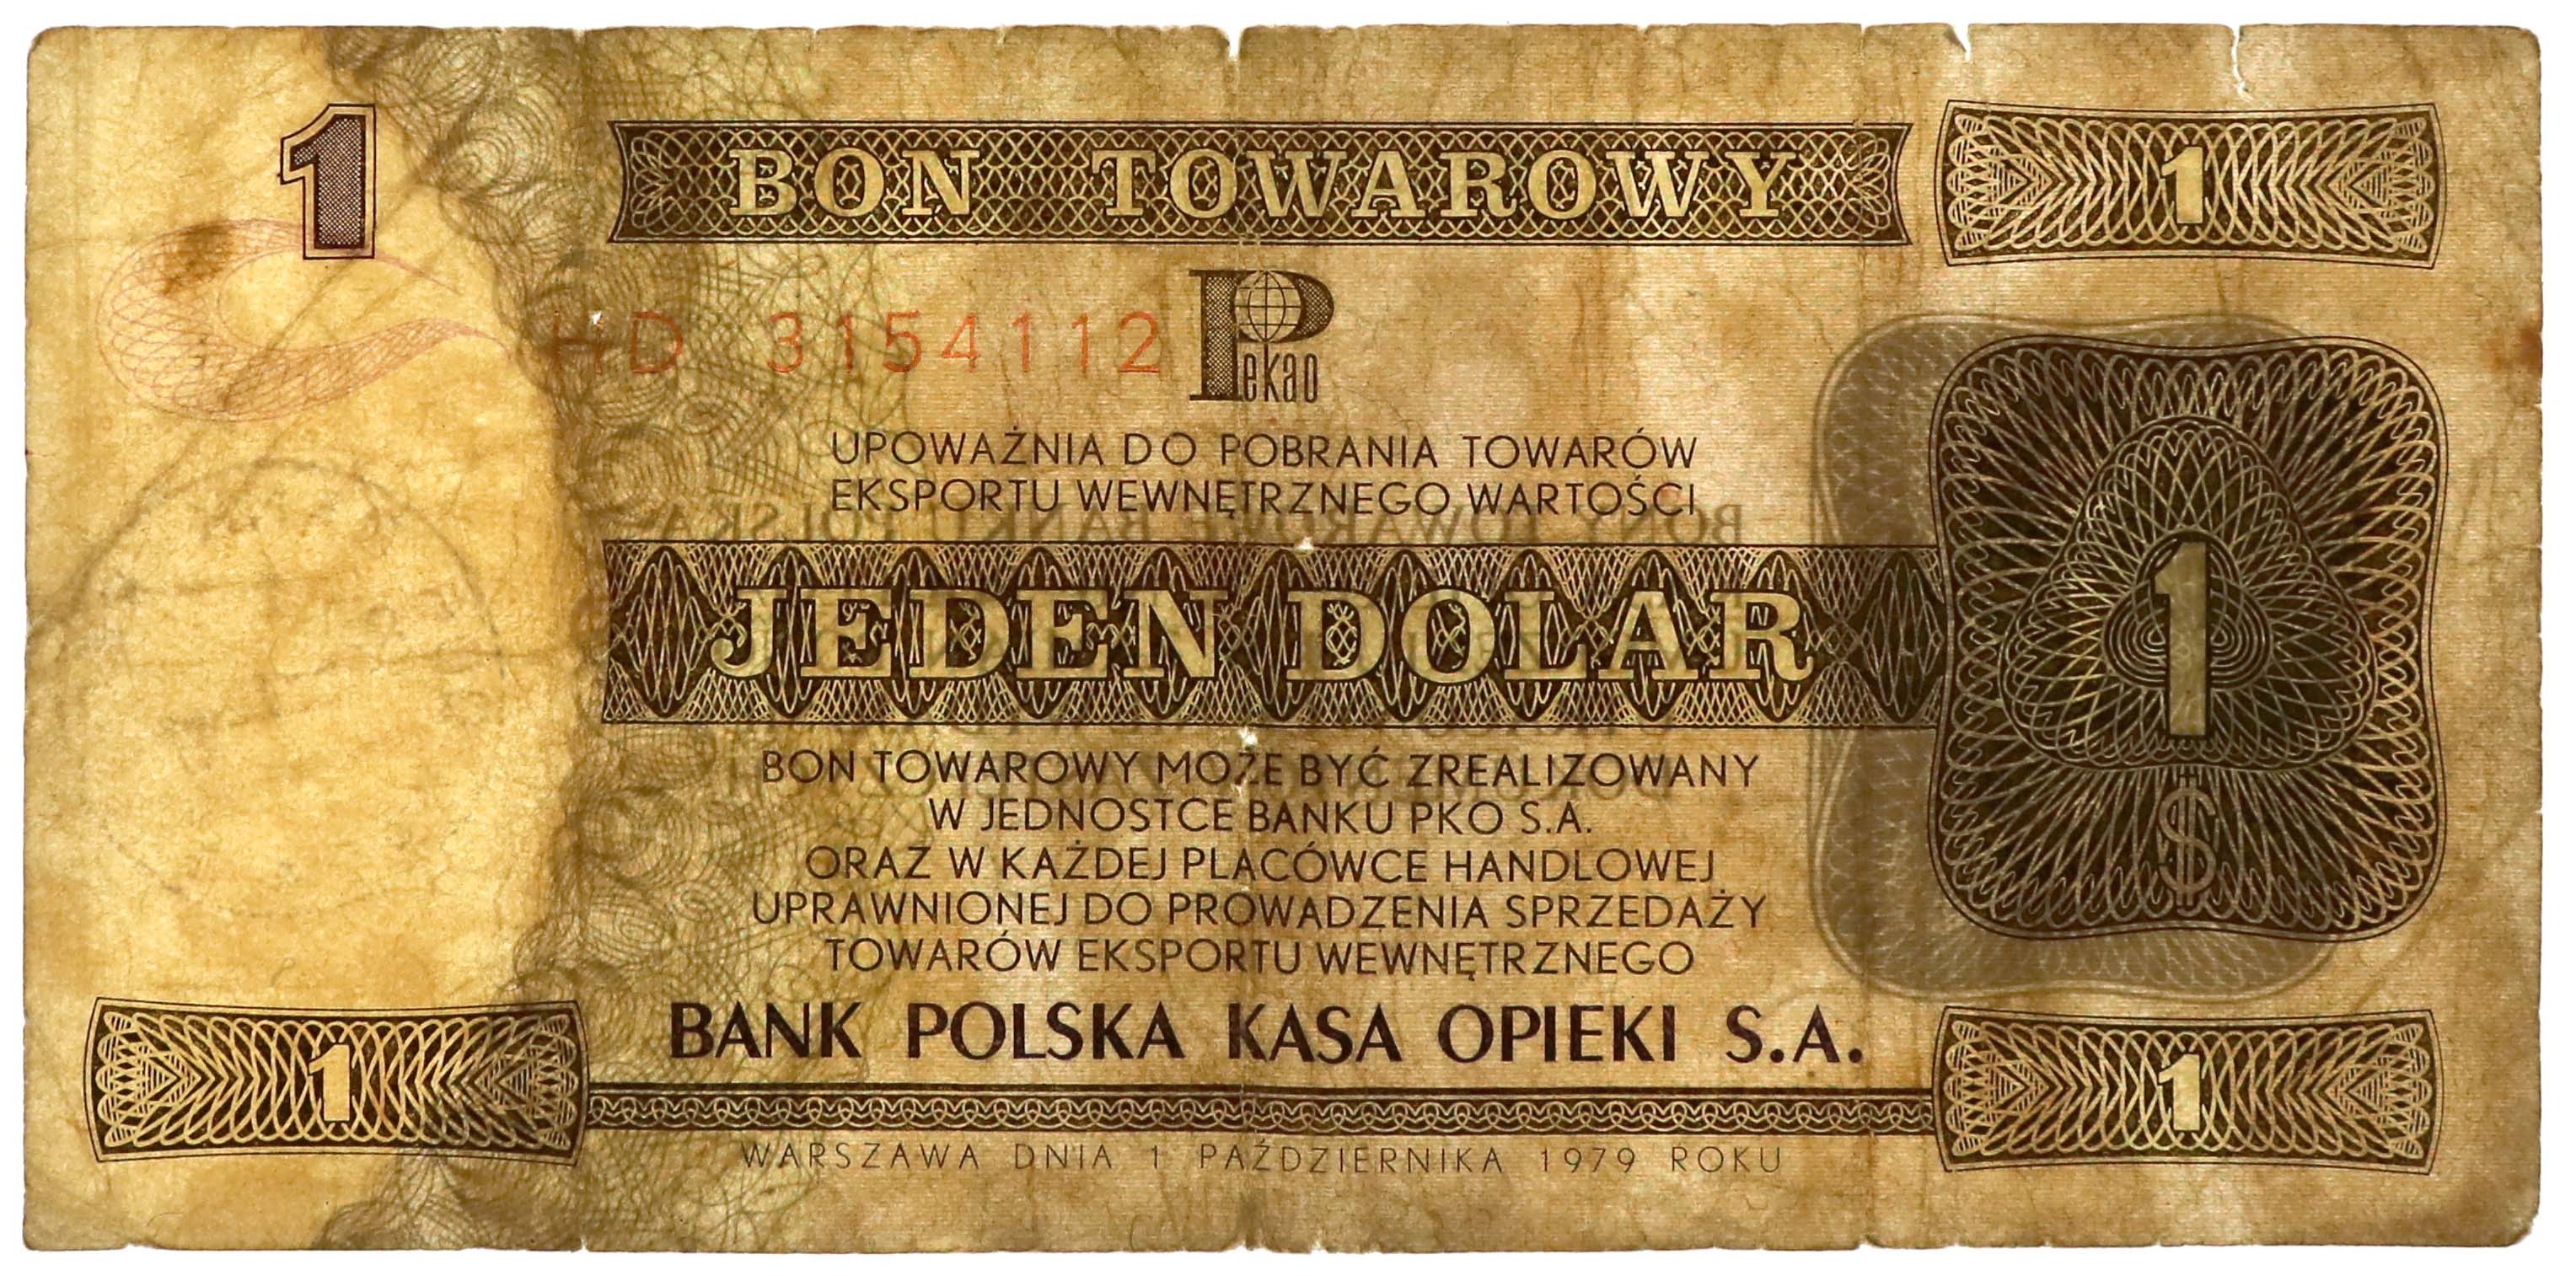 1
BON TOWAROWY
1
HD 3154112
Pekao
UPOWAŻNIA DO POBRANIA TOWARÓW
EKSPORTU WEWNĘTRZNEGO WARTOŚCI
JEDEN DOLAR
1
$
BON TOWAROWY MOŻE BYĆ ZREALIZOWANY
W JEDNOSTCE BANKU PKO S.A.
ORAZ W KAŻDEJ PLACÓWCE HANDLOWEJ
UPRAWNIONEJ DO PROWADZENIA SPRZEDAŻY
TOWARÓW EKSPORTU WEWNĘTRZNEGO
BANK POLSKA KASA OPIEKI S.A.
1
1
WARSZAWA DNIA 1 PAŹDZIERNIKA 1979 ROKU